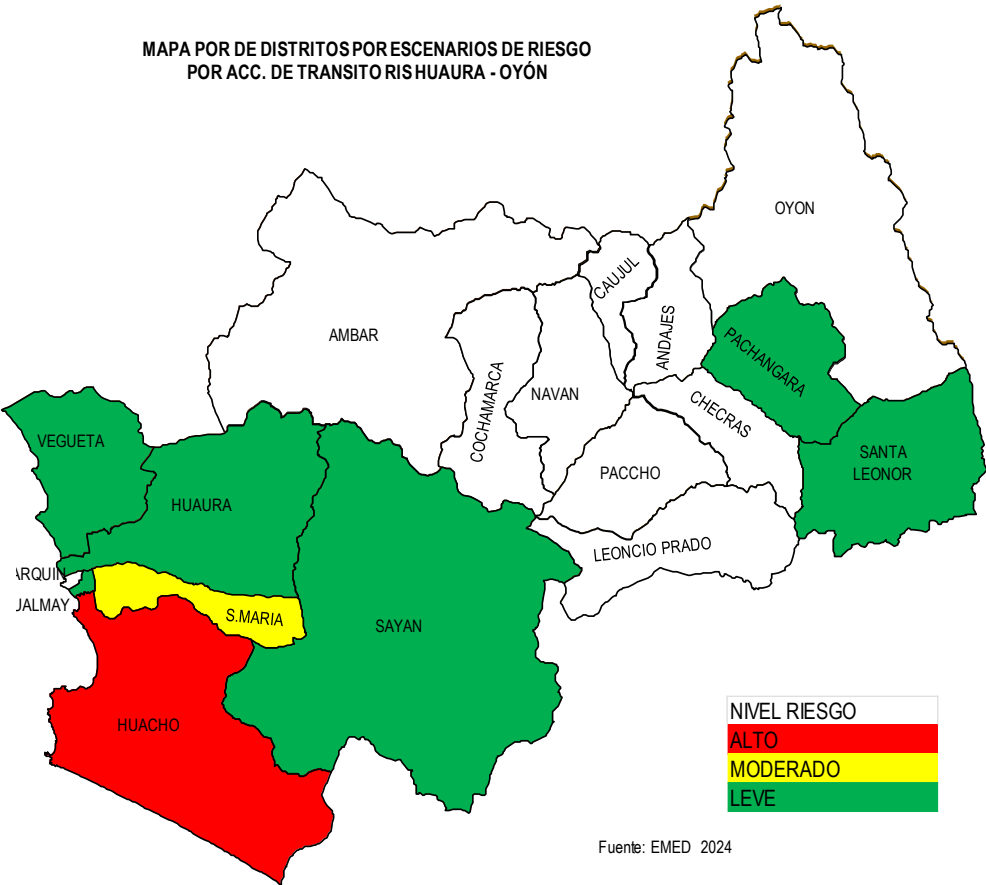 MAPA POR DE DISTRITOS POR ESCENARIOS DE RIESGO
POR ACC. DE TRANSITO RIS HUAURA - OYÓN
OYON
CAUJUL
ANDAJES
AMBAR
PACHANGARA
COCHAMARCA
NAVAN
CHECRAS
VEGUETA
SANTA
LEONOR
PACCHO
HUAURA
LEONCIO PRADO
ARQUIN
JALMAY
S.MARIA
SAYAN
HUACHO
NIVEL RIESGO
ALTO
MODERADO
LEVE
Fuente: EMED 2024